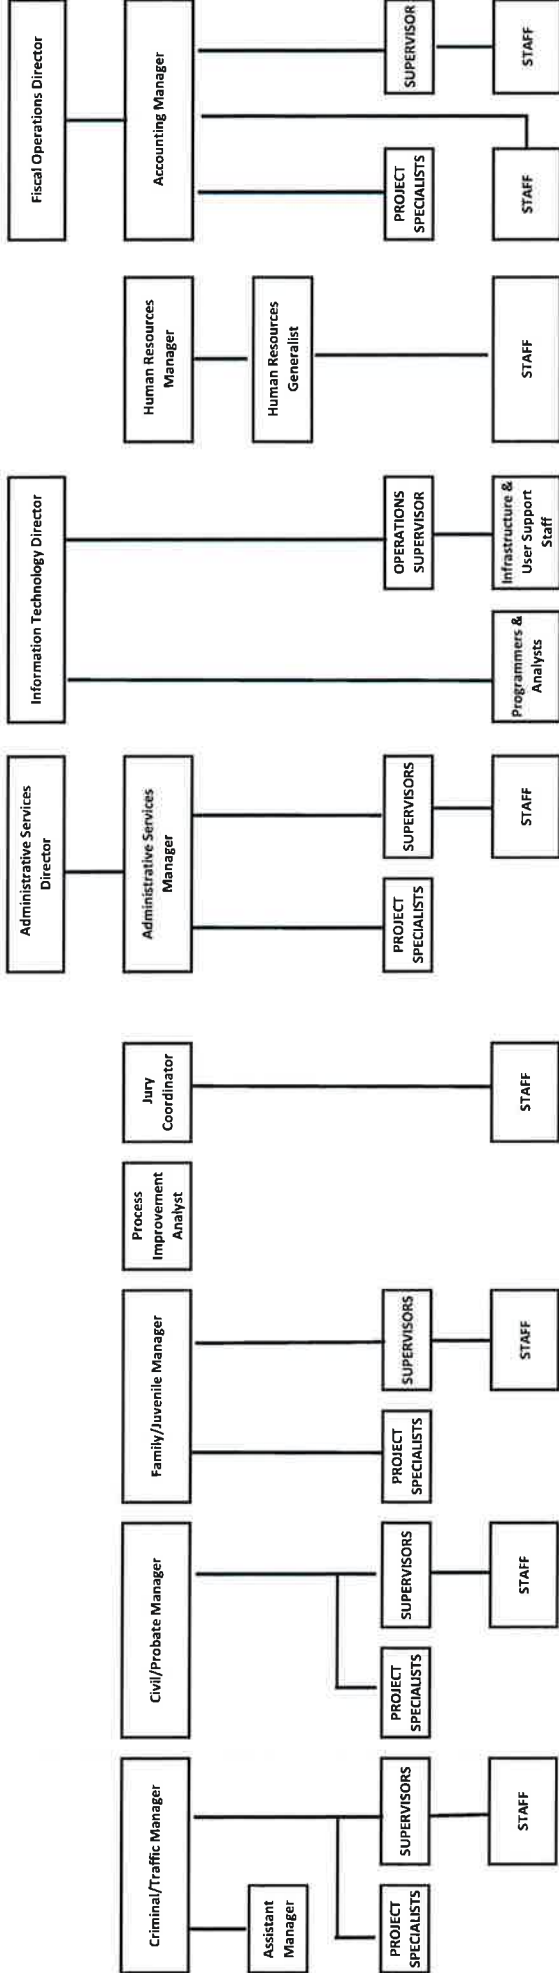 Fiscal Operations Director
Accounting Manager
SUPERVISOR
STAFF
PROJECT
SPECIALISTS
STAFF
Human Resources
Manager
Human Resources
Generalist
STAFF
Information Technology Director
OPERATIONS
SUPERVISOR
Infrastructure &
User Support
Staff
Programmers &
Analysts
Administrative Services
Director
Administrative Services
Manager
SUPERVISORS
STAFF
PROJECT
SPECIALISTS
Jury
Coordinator
STAFF
Process
Improvement
Analyst
Family/Juvenile Manager
SUPERVISORS
STAFF
PROJECT
SPECIALISTS
Civil/Probate Manager
SUPERVISORS
STAFF
PROJECT
SPECIALISTS
Criminal/Traffic Manager
SUPERVISORS
STAFF
Assistant
Manager
PROJECT
SPECIALISTS